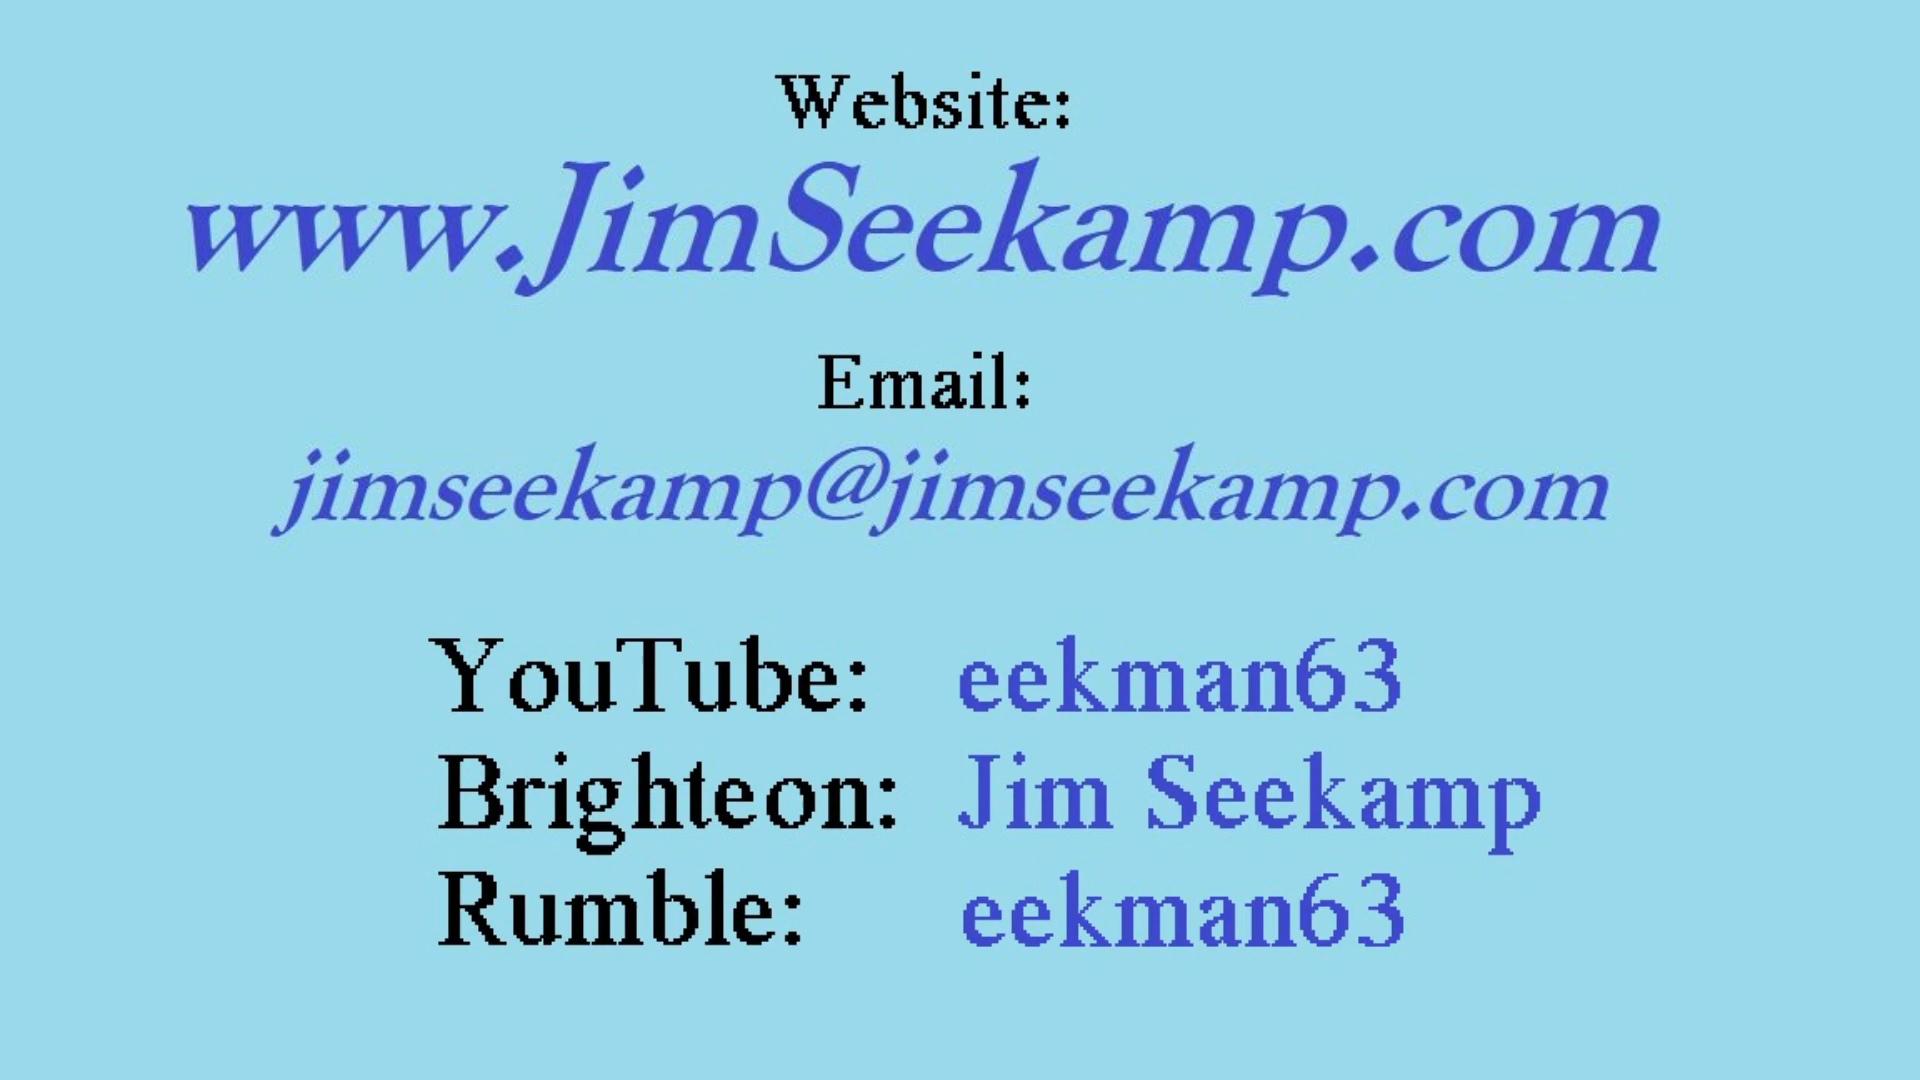 Website:
www.JimSeekamp.com
Email:
jimseekamp@jimseekamp.com
YouTube: eekman63
Brighteon: Jim Seekamp
Rumble: eekman63